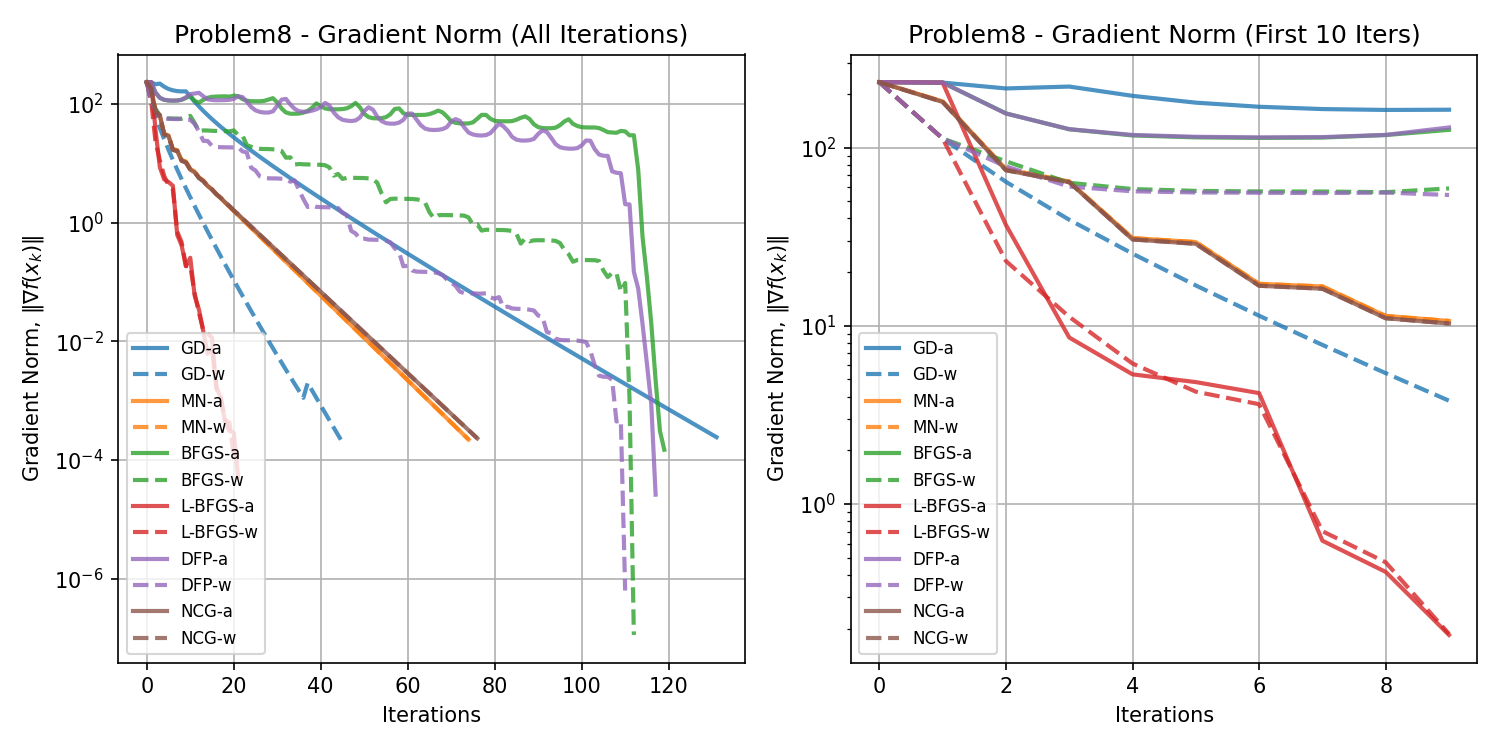 Problem8 - Gradient Norm (All Iterations)
Gradient Norm, ‖∇f(x_k)‖
10^2
10^0
10^−2
10^−4
10^−6
GD-a
GD-w
MN-a
MN-w
BFGS-a
BFGS-w
L-BFGS-a
L-BFGS-w
DFP-a
DFP-w
NCG-a
NCG-w
0 20 40 60 80 100 120
Iterations
Problem8 - Gradient Norm (First 10 Iters)
Gradient Norm, ‖∇f(x_k)‖
10^2
10^1
10^0
GD-a
GD-w
MN-a
MN-w
BFGS-a
BFGS-w
L-BFGS-a
L-BFGS-w
DFP-a
DFP-w
NCG-a
NCG-w
0 2 4 6 8
Iterations